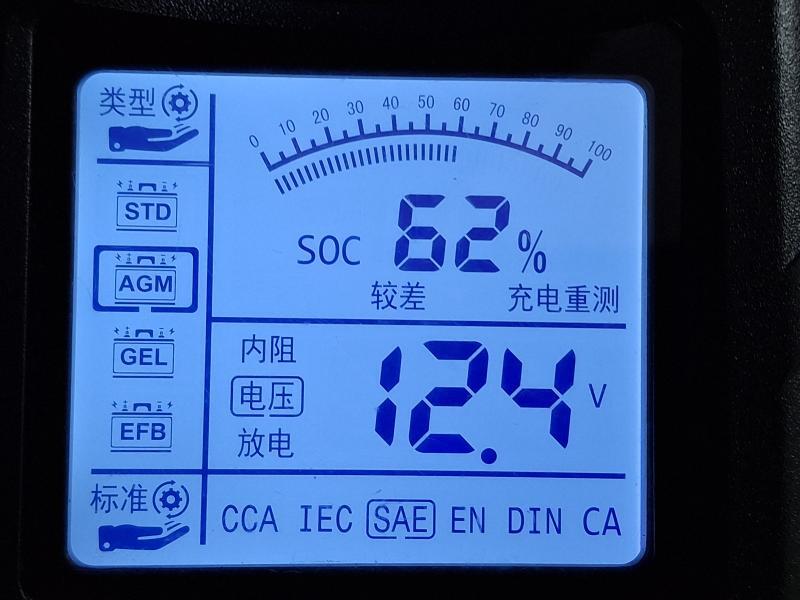 类型
0 10 20 30 40 50 60 70 80 90 100
STD
AGM
GEL
EFB
SOC 62%
较差 充电重测
内阻
电压
放电
12.4 V
标准
CCA IEC SAE EN DIN CA